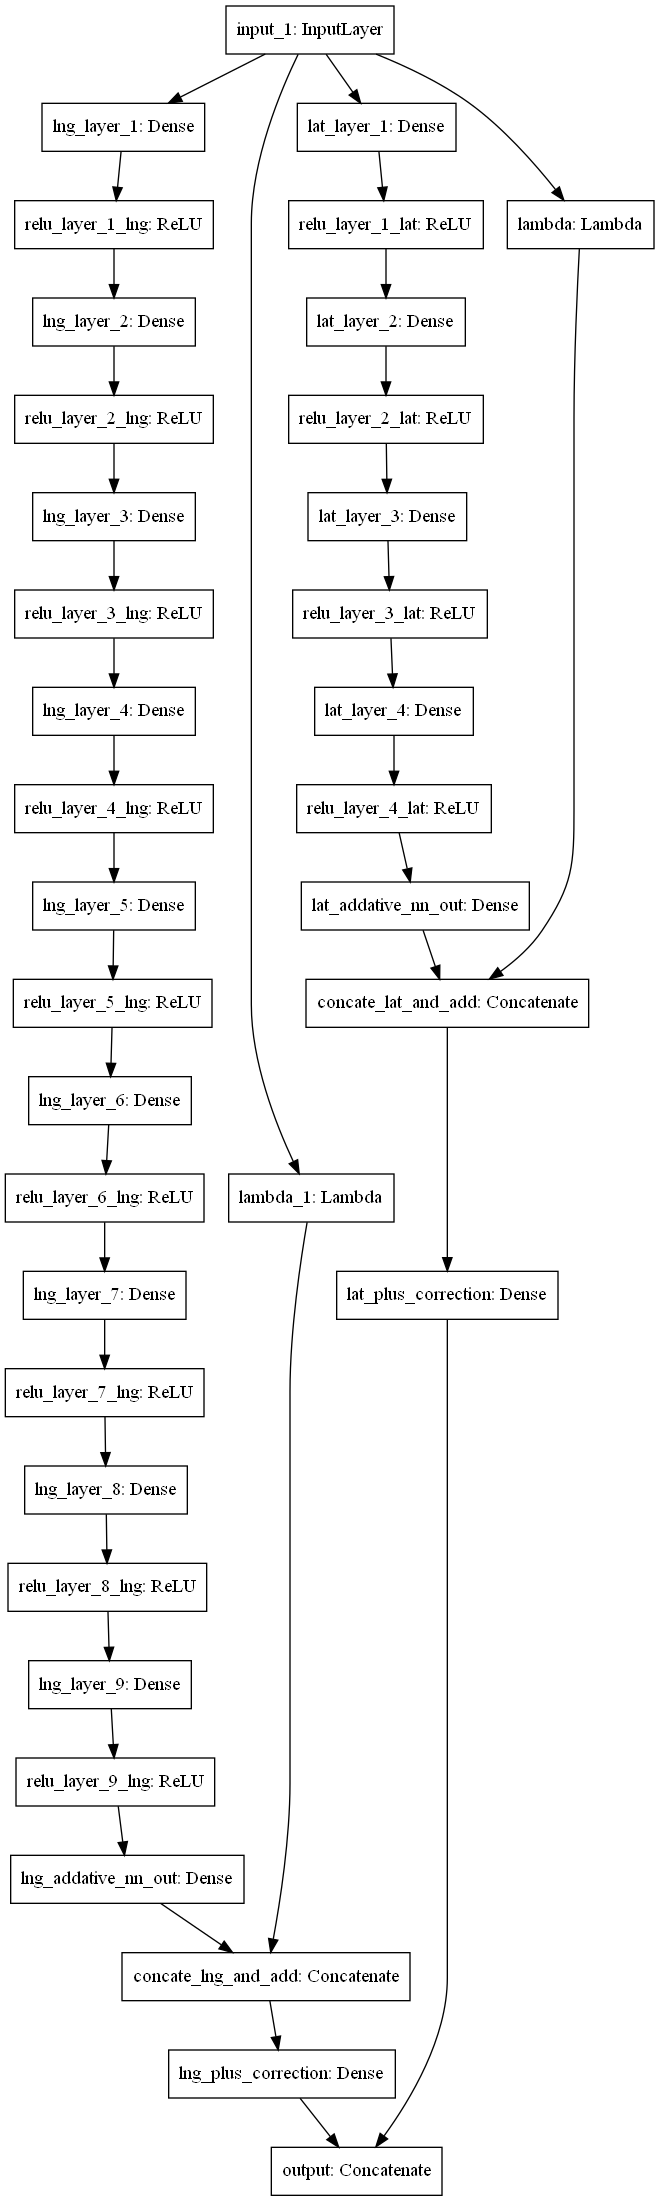 input_1: InputLayer
lng_layer_1: Dense
lat_layer_1: Dense
relu_layer_1_lng: ReLU
relu_layer_1_lat: ReLU
lambda: Lambda
lng_layer_2: Dense
lat_layer_2: Dense
relu_layer_2_lng: ReLU
relu_layer_2_lat: ReLU
lng_layer_3: Dense
lat_layer_3: Dense
relu_layer_3_lng: ReLU
relu_layer_3_lat: ReLU
lng_layer_4: Dense
lat_layer_4: Dense
relu_layer_4_lng: ReLU
relu_layer_4_lat: ReLU
lng_layer_5: Dense
lat_addative_nn_out: Dense
relu_layer_5_lng: ReLU
concate_lat_and_add: Concatenate
lng_layer_6: Dense
relu_layer_6_lng: ReLU
lambda_1: Lambda
lng_layer_7: Dense
lat_plus_correction: Dense
relu_layer_7_lng: ReLU
lng_layer_8: Dense
relu_layer_8_lng: ReLU
lng_layer_9: Dense
relu_layer_9_lng: ReLU
lng_addative_nn_out: Dense
concate_lng_and_add: Concatenate
lng_plus_correction: Dense
output: Concatenate